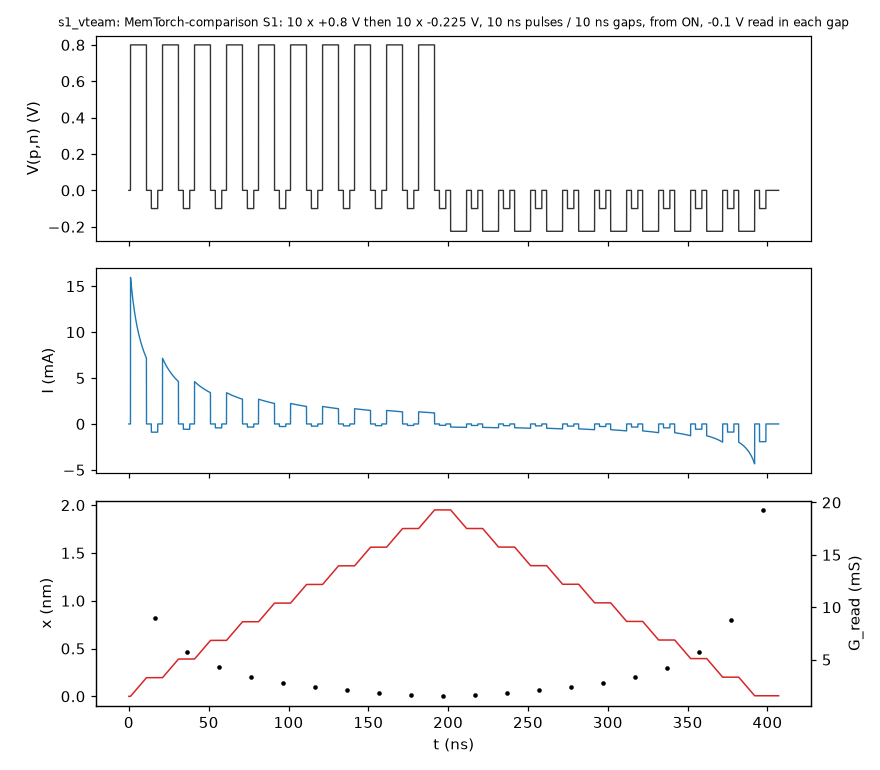 s1_vteam: MemTorch-comparison S1: 10 x +0.8 V then 10 x -0.225 V, 10 ns pulses / 10 ns gaps, from ON, -0.1 V read in each gap
0.8
0.6
0.4
0.2
0.0
−0.2
V(p,n) (V)
15
10
5
0
−5
I (mA)
2.0
1.5
1.0
0.5
0.0
x (nm)
20
15
10
5
G_read (mS)
0 50 100 150 200 250 300 350 400
t (ns)